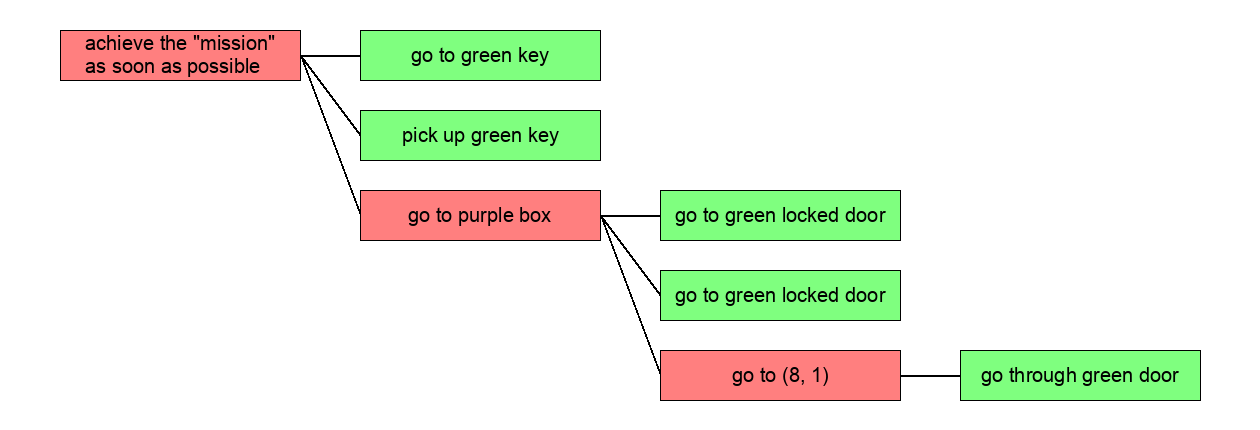 achieve the "mission"
as soon as possible
go to green key
pick up green key
go to purple box
go to green locked door
go to green locked door
go to (8, 1)
go through green door